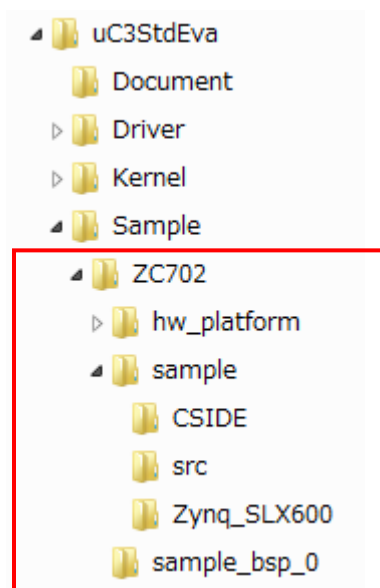 uC3StdEva
Document
Driver
Kernel
Sample
ZC702
hw_platform
sample
CSIDE
src
Zynq_SLX600
sample_bsp_0